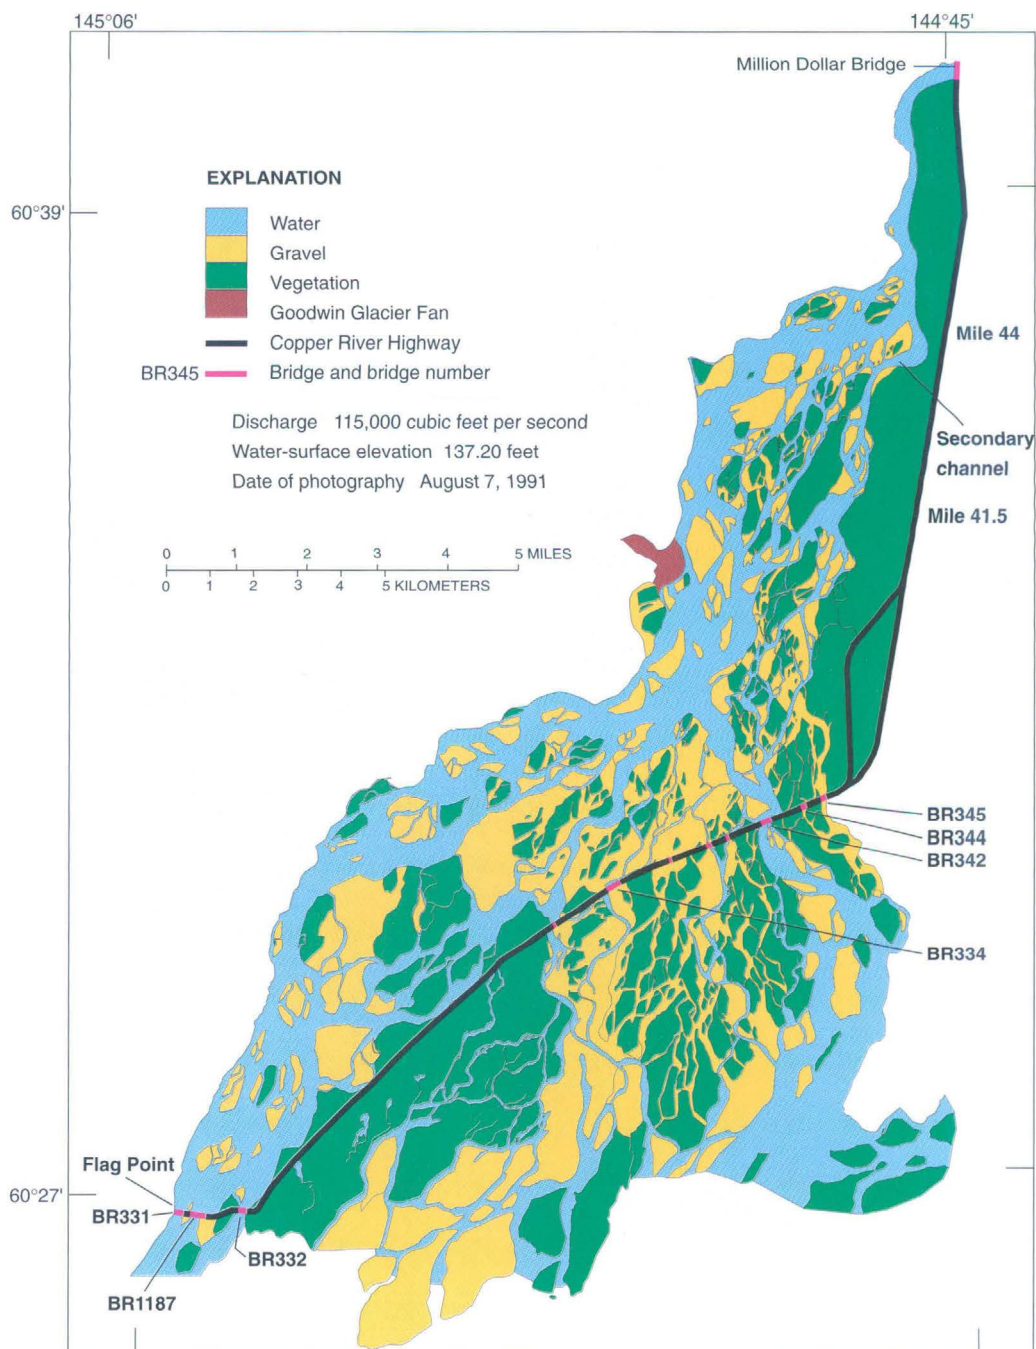 145°06'
144°45'
Million Dollar Bridge
EXPLANATION
60°39'
Water
Gravel
Vegetation
Goodwin Glacier Fan
Copper River Highway
BR345 Bridge and bridge number
Discharge 115,000 cubic feet per second
Water-surface elevation 137.20 feet
Date of photography August 7, 1991
Mile 44
Secondary
channel
Mile 41.5
0 1 2 3 4 5 MILES
0 1 2 3 4 5 KILOMETERS
BR345
BR344
BR342
BR334
Flag Point
60°27'
BR331
BR332
BR1187